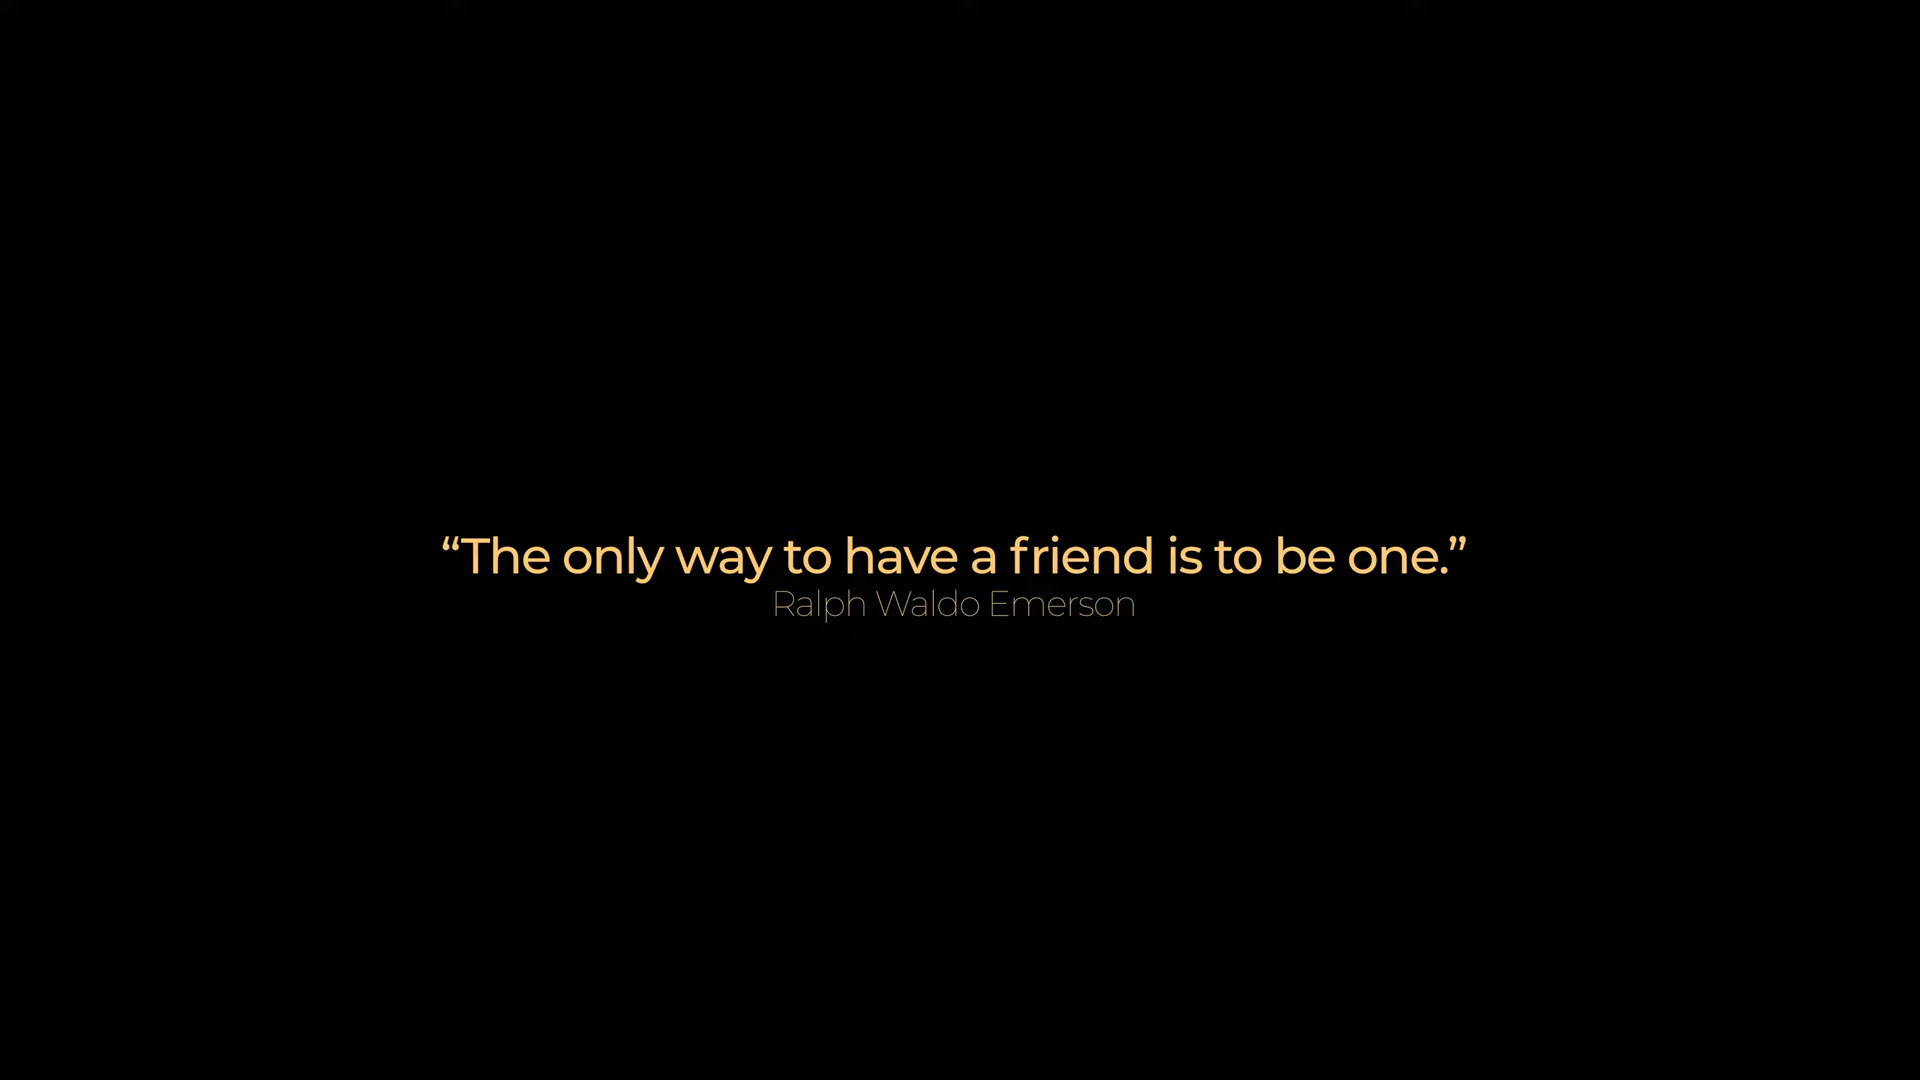 “The only way to have a friend is to be one.”
Ralph Waldo Emerson